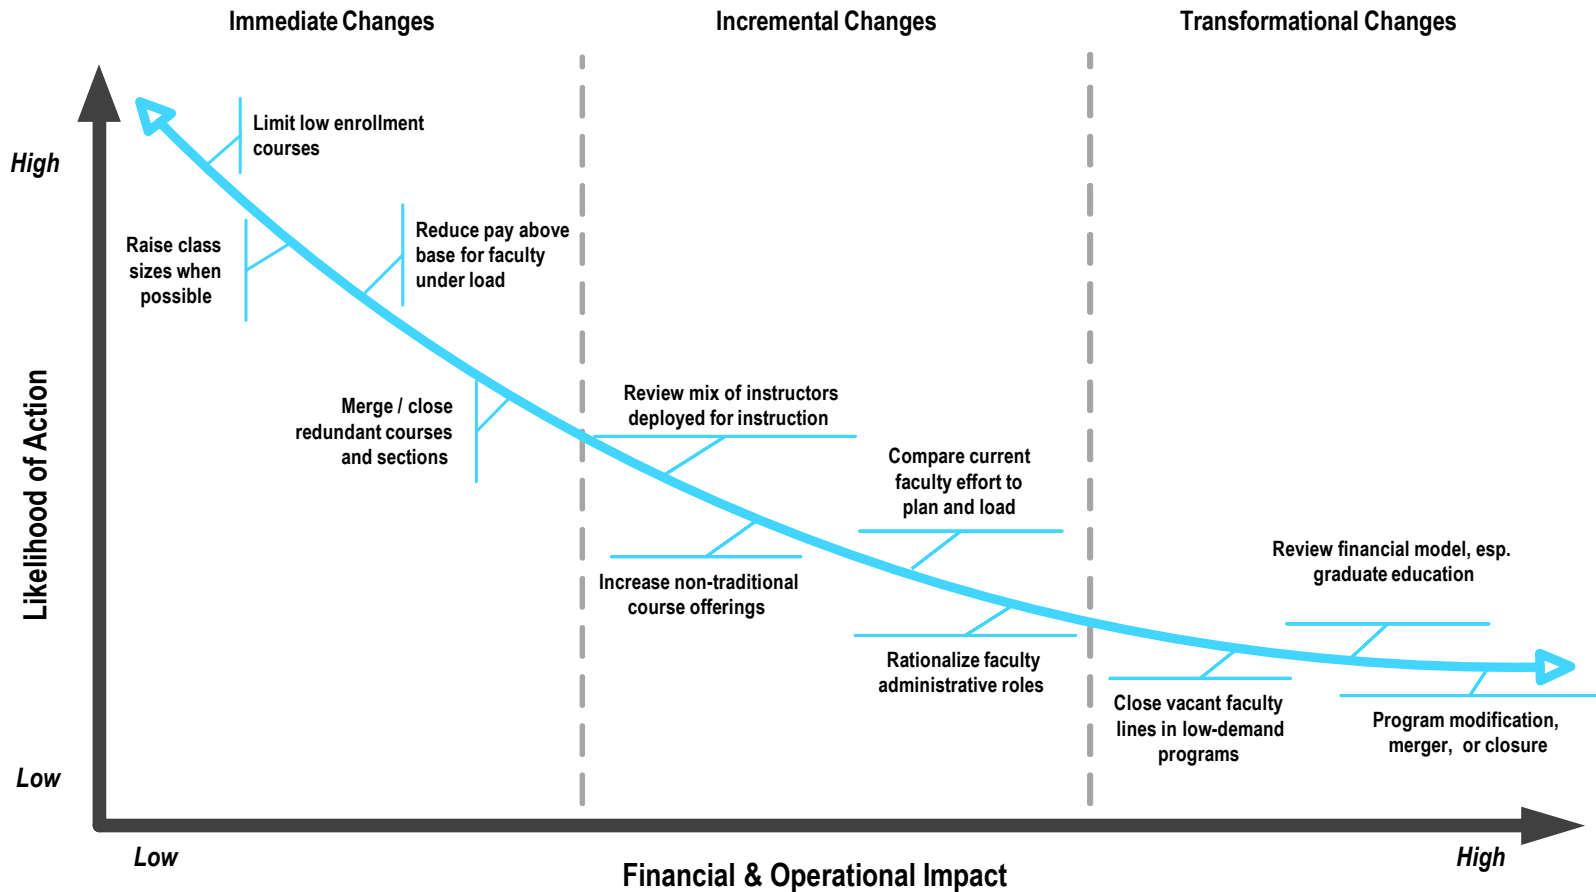 Immediate Changes
Incremental Changes
Transformational Changes
High
Low
Likelihood of Action
Limit low enrollment
courses
Raise class
sizes when
possible
Reduce pay above
base for faculty
under load
Merge / close
redundant courses
and sections
Review mix of instructors
deployed for instruction
Increase non-traditional
course offerings
Compare current
faculty effort to
plan and load
Rationalize faculty
administrative roles
Review financial model, esp.
graduate education
Close vacant faculty
lines in low-demand
programs
Program modification,
merger, or closure
Low
High
Financial & Operational Impact